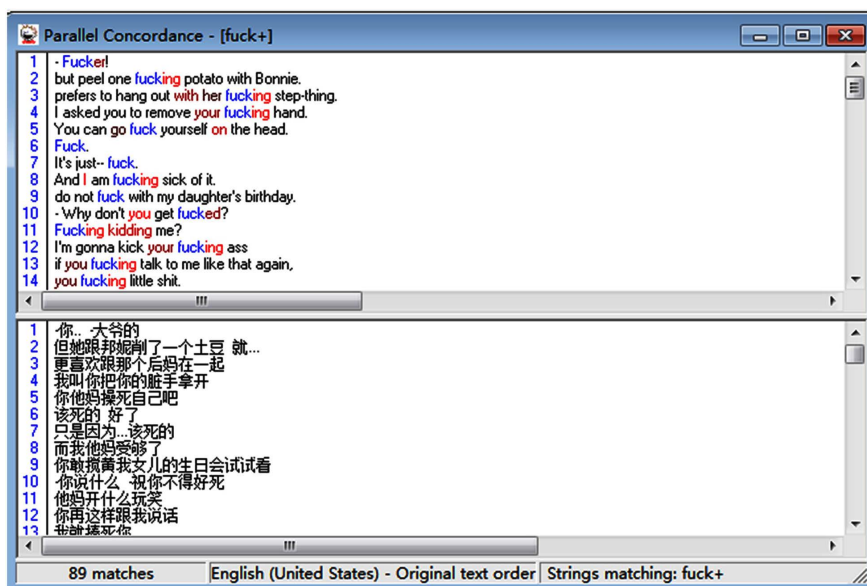 Parallel Concordance - [fuck+]
1 - Fucker!
2 but peel one fucking potato with Bonnie.
3 prefers to hang out with her fucking step-thing.
4 I asked you to remove your fucking hand.
5 You can go fuck yourself on the head.
6 Fuck.
7 It's just-- fuck.
8 And I am fucking sick of it.
9 do not fuck with my daughter's birthday.
10 - Why don't you get fucked?
11 Fucking kidding me?
12 I'm gonna kick your fucking ass
13 if you fucking talk to me like that again,
14 you fucking little shit.
1 -你.. -大爷的
2 但她跟邦妮削了一个土豆 就...
3 更喜欢跟那个后妈在一起
4 我叫你把你的脏手拿开
5 你他妈操死自己吧
6 该死的 好了
7 只是因为...该死的
8 而我他妈受够了
9 你敢搅黄我女儿的生日会试试看
10 -你说什么 -祝你不得好死
11 他妈开什么玩笑
12 你再这样跟我说话
13 我就揍死你
89 matches English (United States) - Original text order Strings matching: fuck+